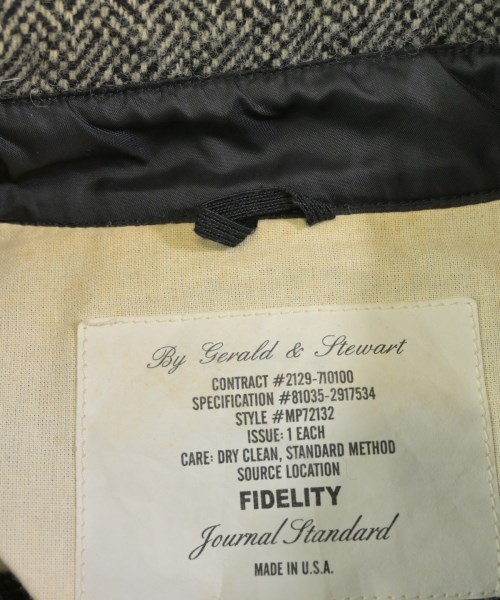 By Gerald & Stewart
CONTRACT #2129-710100
SPECIFICATION #81035-2917534
STYLE #MP72132
ISSUE: 1 EACH
CARE: DRY CLEAN, STANDARD METHOD
SOURCE LOCATION
FIDELITY
Journal Standard
MADE IN U.S.A.